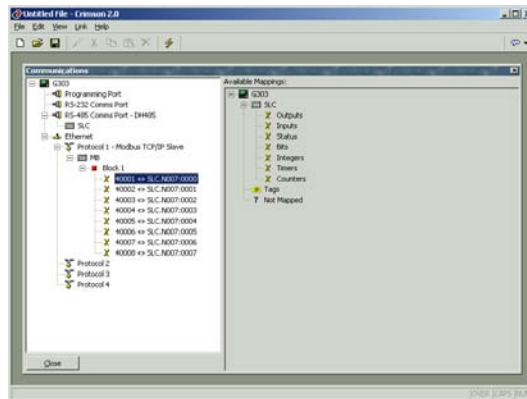 Untitled File - Crimson 2.0
File Edit View Link Help
Communications
G303
Programming Port
RS-232 Comms Port
RS-485 Comms Port - DH485
SLC
Ethernet
Protocol 1 - Modbus TCP/IP Slave
MB
Block 1
40001 <> SLC.N007:0000
40002 <> SLC.N007:0001
40003 <> SLC.N007:0002
40004 <> SLC.N007:0003
40005 <> SLC.N007:0004
40006 <> SLC.N007:0005
40007 <> SLC.N007:0006
40008 <> SLC.N007:0007
Protocol 2
Protocol 3
Protocol 4
Available Mappings:
G303
SLC
Outputs
Inputs
Status
Bits
Integers
Timers
Counters
Tags
Not Mapped
Close
OVER CAPS NUM